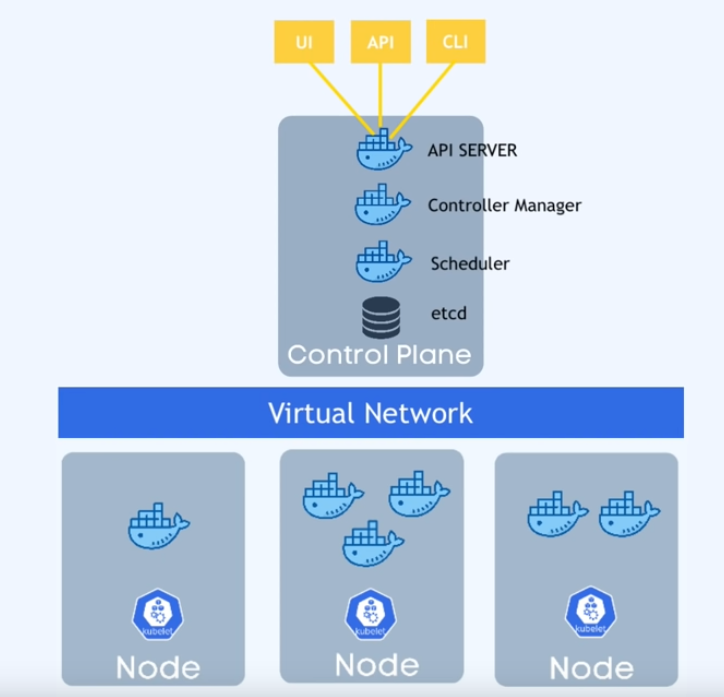 UI
API
CLI
API SERVER
Controller Manager
Scheduler
etcd
Control Plane
Virtual Network
kubelet
kubelet
kubelet
Node
Node
Node